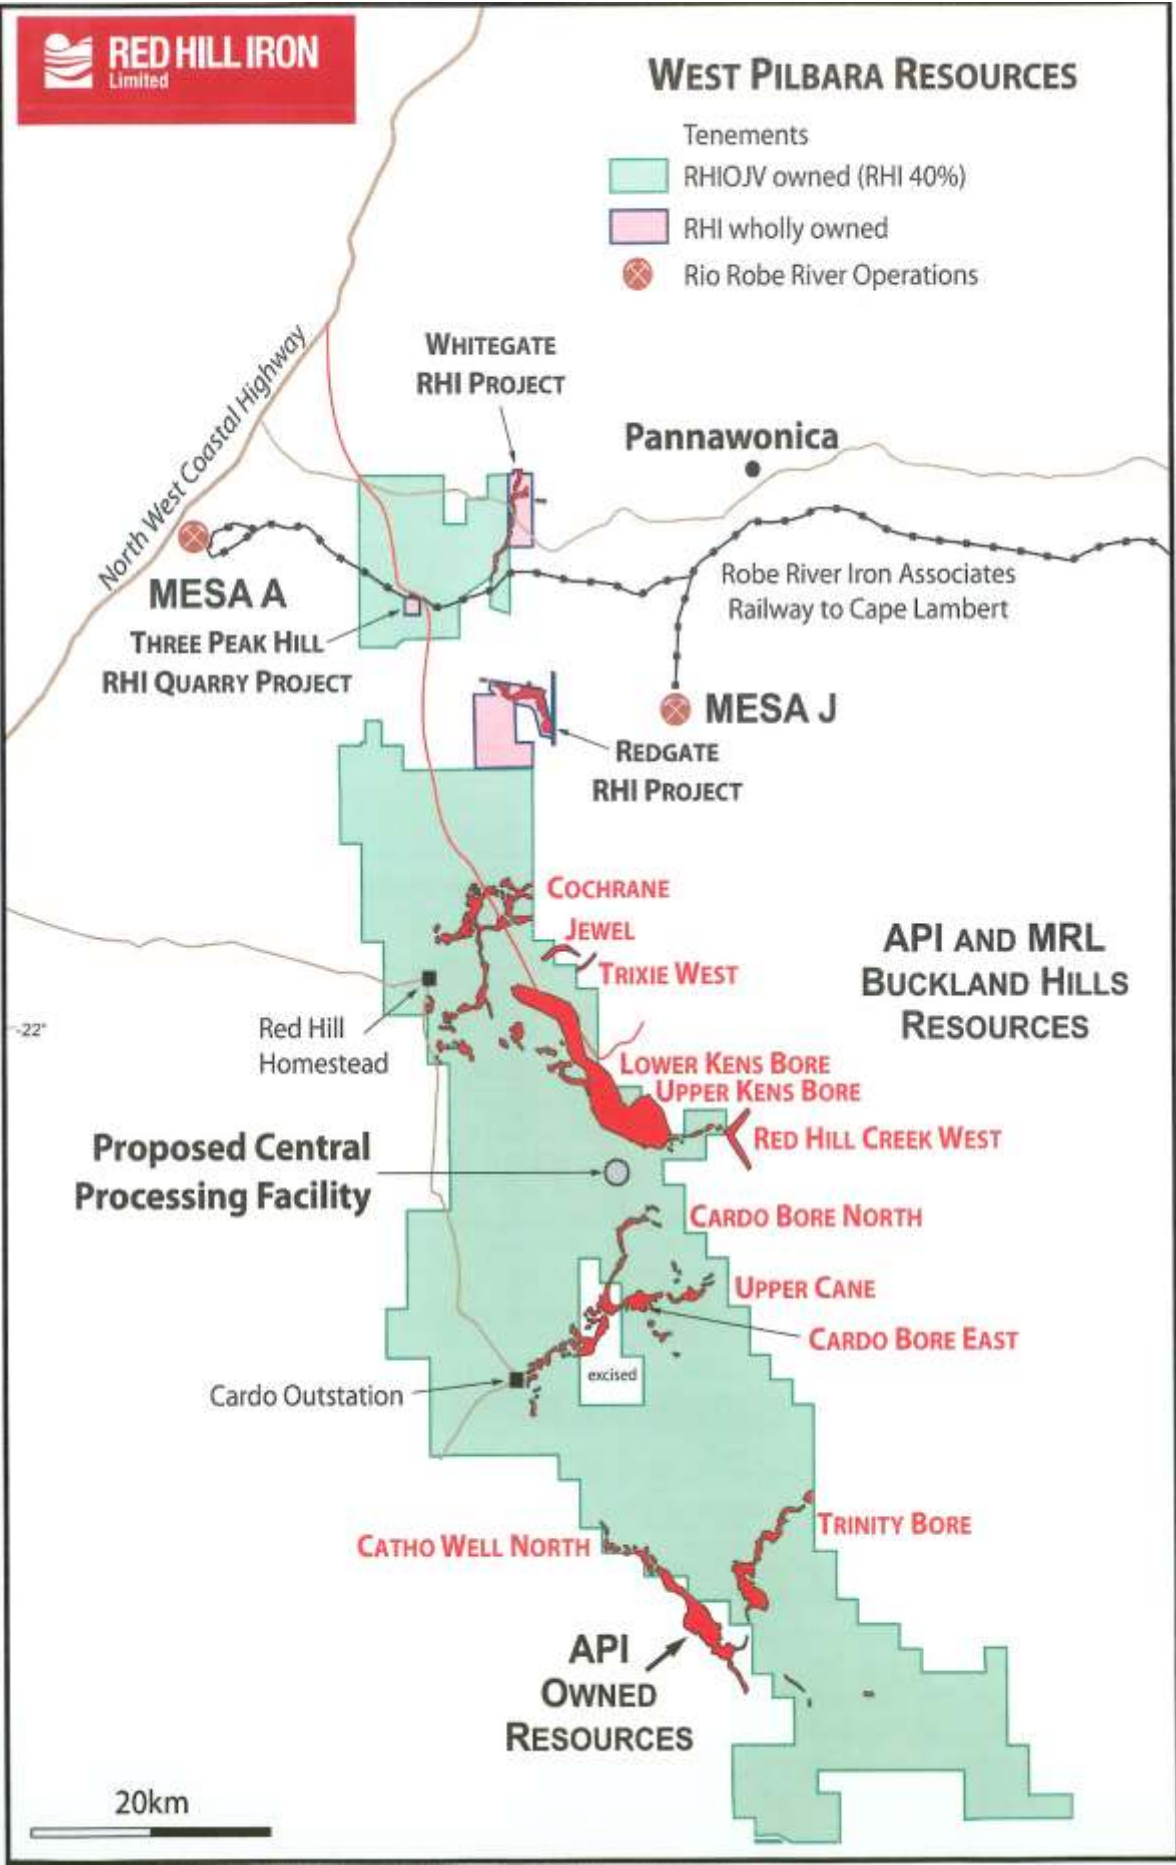 RED HILL IRON
Limited
WEST PILBARA RESOURCES
Tenements
RHIOJV owned (RHI 40%)
RHI wholly owned
Rio Robe River Operations
North West Coastal Highway
WHITEGATE
RHI PROJECT
Pannawonica
MESA A
Robe River Iron Associates
Railway to Cape Lambert
THREE PEAK HILL
RHI QUARRY PROJECT
MESA J
REDGATE
RHI PROJECT
COCHRANE
JEWEL
TRIXIE WEST
API AND MRL
BUCKLAND HILLS
RESOURCES
-22°
Red Hill
Homestead
LOWER KENS BORE
UPPER KENS BORE
RED HILL CREEK WEST
Proposed Central
Processing Facility
CARDO BORE NORTH
UPPER CANE
CARDO BORE EAST
excised
Cardo Outstation
TRINITY BORE
CATHO WELL NORTH
API
OWNED
RESOURCES
20km